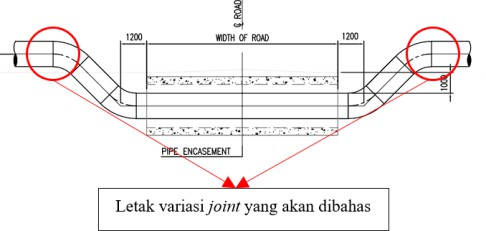 ℄ ROAD
1200
WIDTH OF ROAD
1200
1000
PIPE ENCASEMENT
Letak variasi joint yang akan dibahas